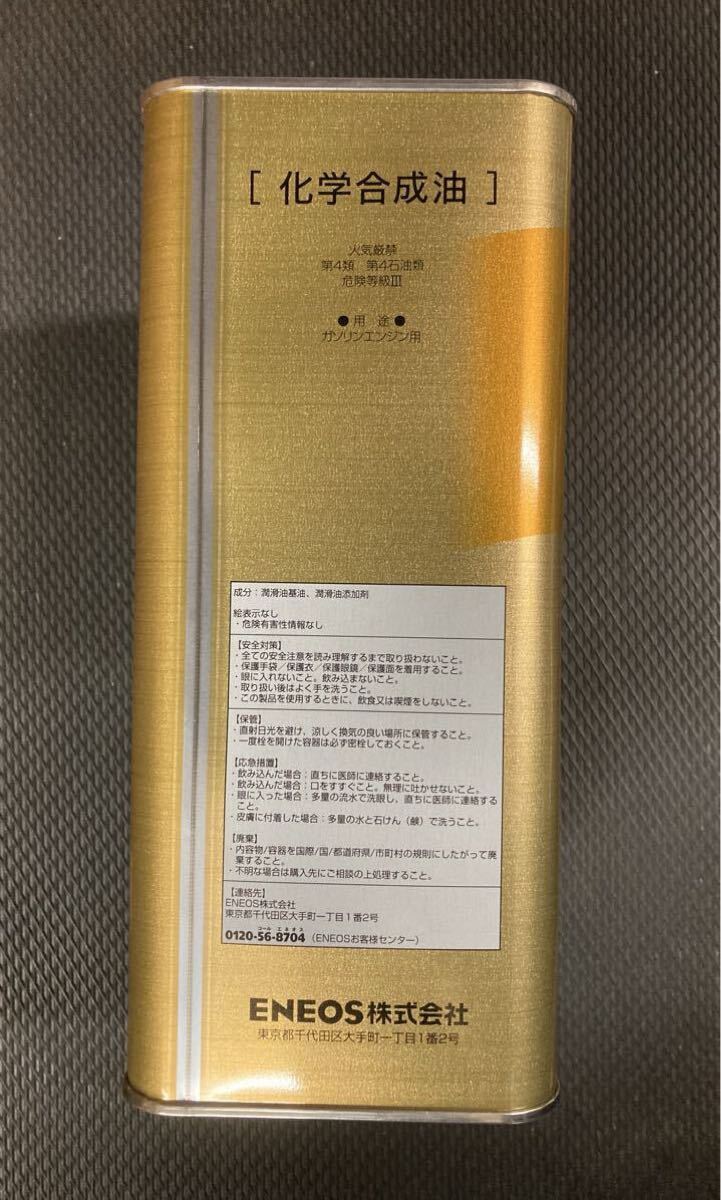 [ 化学合成油 ]
火気厳禁
第4類　第4石油類
危険等級Ⅲ
●用　途●
ガソリンエンジン用
成分：潤滑油基油、潤滑油添加剤
絵表示なし
・危険有害性情報なし
【安全対策】
・全ての安全注意を読み理解するまで取り扱わないこと。
・保護手袋／保護衣／保護眼鏡／保護面を着用すること。
・眼に入れないこと。飲み込まないこと。
・取り扱い後はよく手を洗うこと。
・この製品を使用するときに、飲食又は喫煙をしないこと。
【保管】
・直射日光を避け，涼しく換気の良い場所に保管すること。
・一度栓を開けた容器は必ず密栓しておくこと。
【応急措置】
・飲み込んだ場合：直ちに医師に連絡すること。
・飲み込んだ場合：口をすすぐこと。無理に吐かせないこと。
・眼に入った場合：多量の流水で洗眼し，直ちに医師に連絡する
こと。
・皮膚に付着した場合：多量の水と石けん（鹸）で洗うこと。
【廃棄】
・内容物/容器を国際/国/都道府県/市町村の規則にしたがって廃
棄すること。
・不明な場合は購入先にご相談の上処理すること。
【連絡先】
ENEOS株式会社
東京都千代田区大手町一丁目1番2号
コール エネオス
0120-56-8704（ENEOSお客様センター）
ENEOS株式会社
東京都千代田区大手町一丁目1番2号